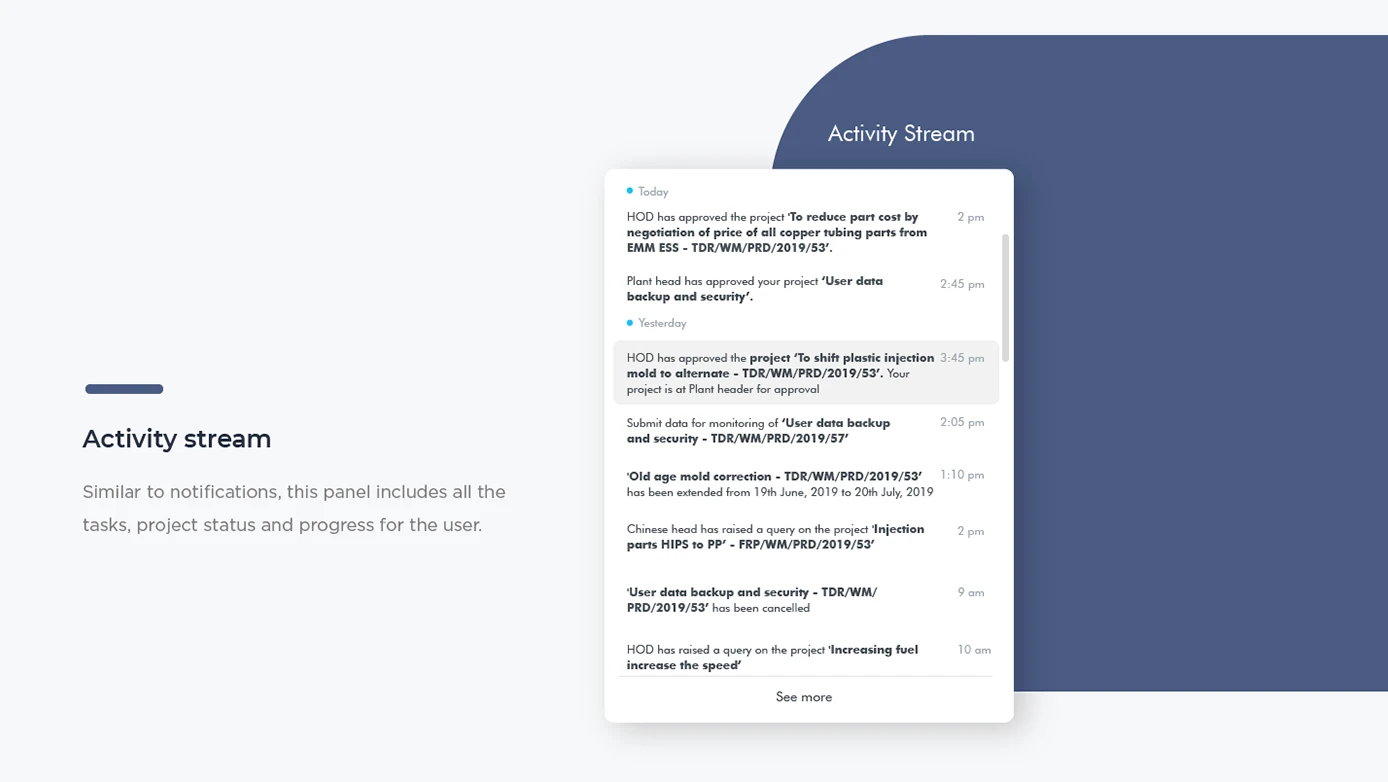 Activity Stream
Today
HOD has approved the project 'To reduce part cost by 2 pm
negotiation of price of all copper tubing parts from
EMM ESS - TDR/WM/PRD/2019/53’.
Plant head has approved your project ‘User data 2:45 pm
backup and security’.
Yesterday
HOD has approved the project ‘To shift plastic injection 3:45 pm
mold to alternate - TDR/WM/PRD/2019/53’. Your
project is at Plant header for approval
Submit data for monitoring of ‘User data backup 2:05 pm
and security - TDR/WM/PRD/2019/57’
'Old age mold correction - TDR/WM/PRD/2019/53’ 1:10 pm
has been extended from 19th June, 2019 to 20th July, 2019
Chinese head has raised a query on the project 'Injection 2 pm
parts HIPS to PP’ - FRP/WM/PRD/2019/53’
'User data backup and security - TDR/WM/ 9 am
PRD/2019/53’ has been cancelled
HOD has raised a query on the project 'Increasing fuel 10 am
increase the speed’
See more
Activity stream
Similar to notifications, this panel includes all the
tasks, project status and progress for the user.